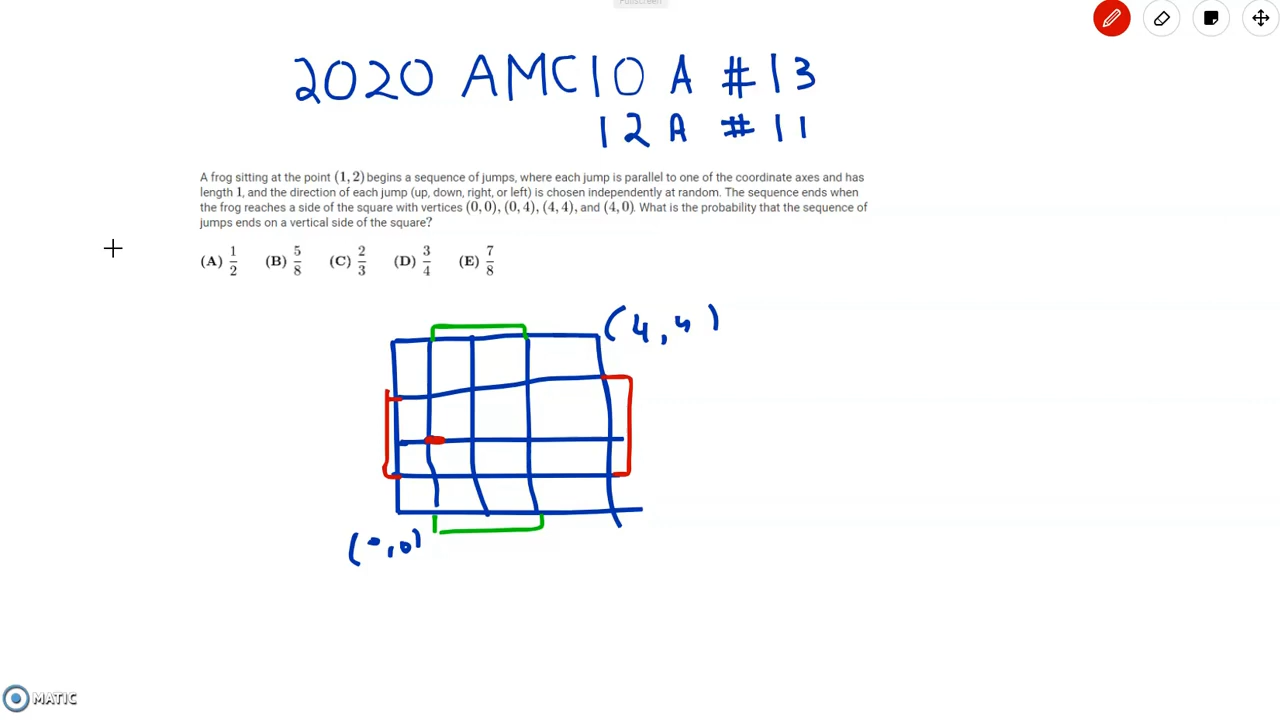 Fullscreen
2020 AMC10 A #13
12A #11
A frog sitting at the point (1, 2) begins a sequence of jumps, where each jump is parallel to one of the coordinate axes and has
length 1, and the direction of each jump (up, down, right, or left) is chosen independently at random. The sequence ends when
the frog reaches a side of the square with vertices (0, 0), (0, 4), (4, 4), and (4, 0). What is the probability that the sequence of
jumps ends on a vertical side of the square?
(A) 1/2 (B) 5/8 (C) 2/3 (D) 3/4 (E) 7/8
(4,4)
(0,0)
MATIC